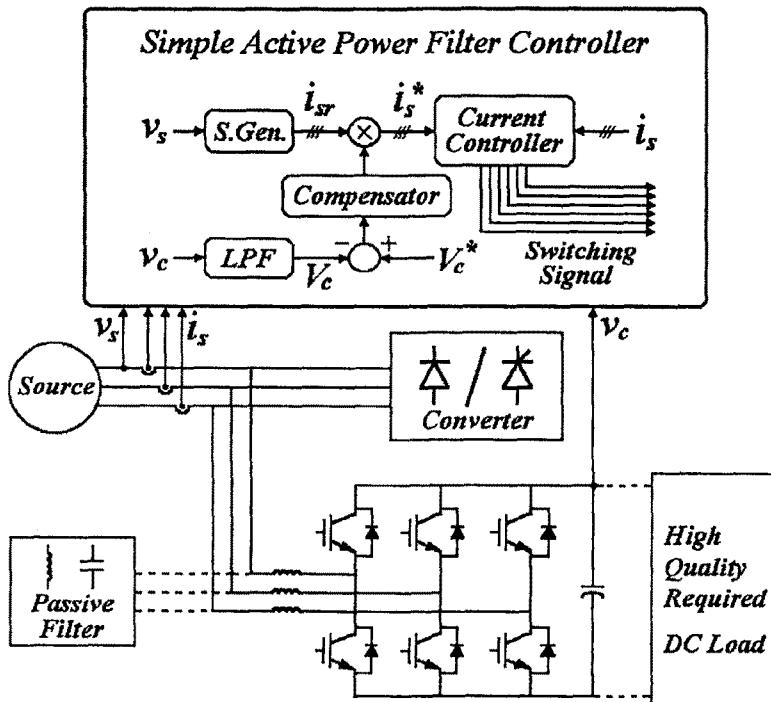 Simple Active Power Filter Controller
v_s
S.Gen.
i_sr
×
i_s*
Current
Controller
i_s
Compensator
v_c
LPF
V_c
−
+
V_c*
Switching
Signal
v_s
i_s
v_c
Source
Converter
Passive
Filter
High
Quality
Required
DC Load